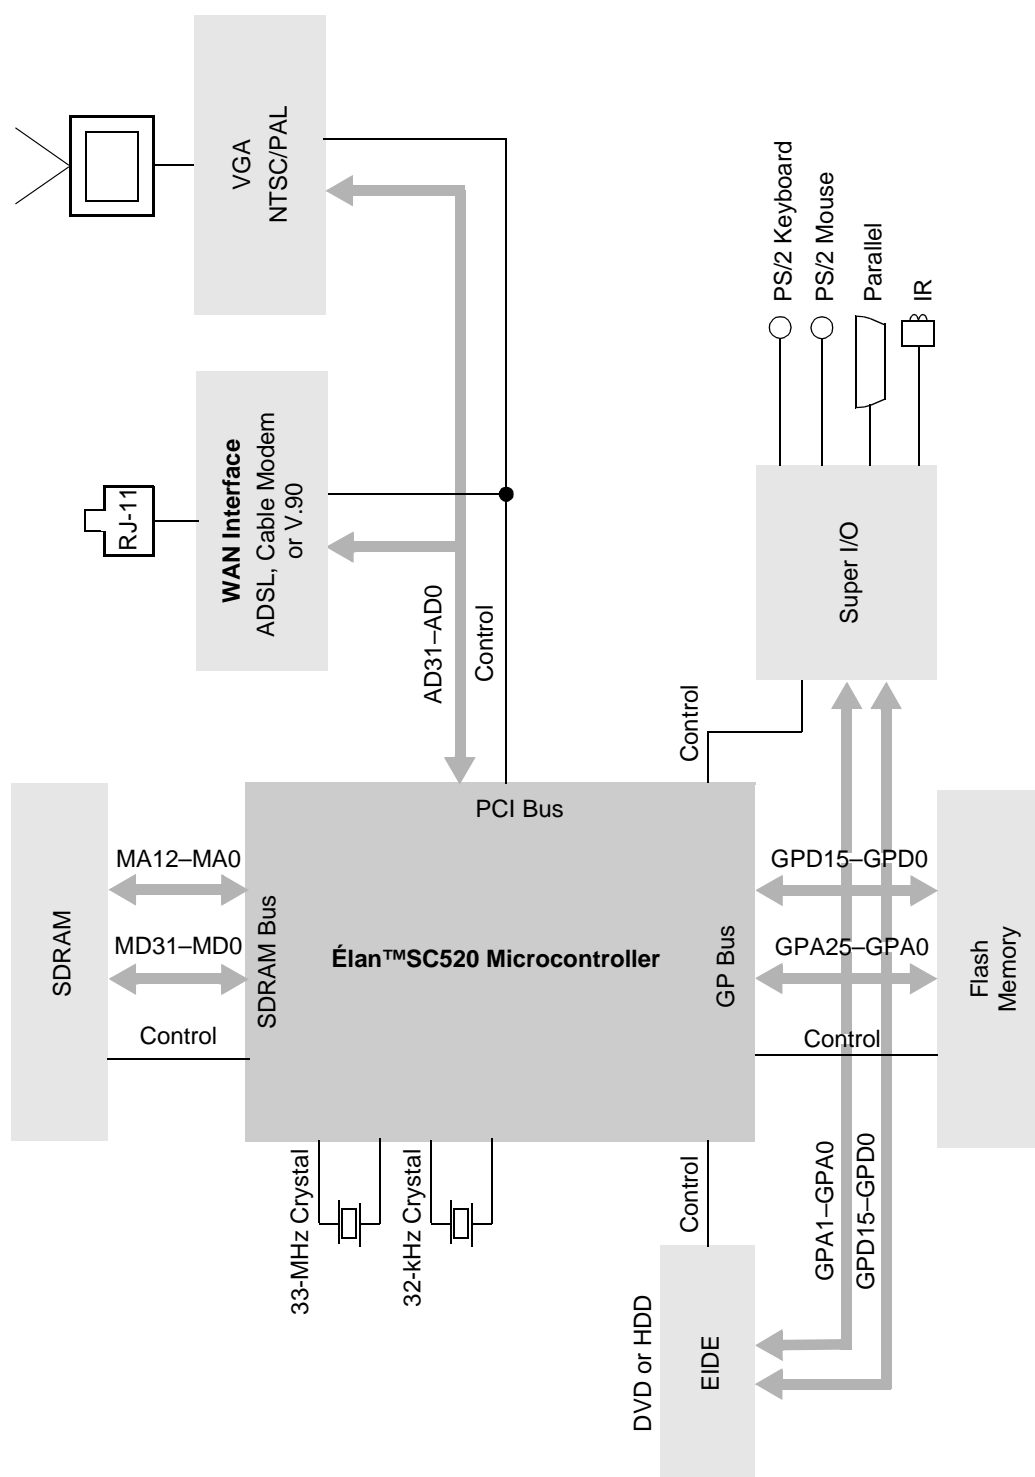 VGA
NTSC/PAL
PS/2 Keyboard
PS/2 Mouse
Parallel
IR
RJ-11
WAN Interface
ADSL, Cable Modem
or V.90
Super I/O
AD31–AD0
Control
Control
PCI Bus
SDRAM
MA12–MA0
MD31–MD0
Control
SDRAM Bus
Élan™SC520 Microcontroller
GP Bus
GPD15–GPD0
GPA25–GPA0
Control
Flash
Memory
33-MHz Crystal
32-kHz Crystal
Control
GPA1–GPA0
GPD15–GPD0
DVD or HDD
EIDE